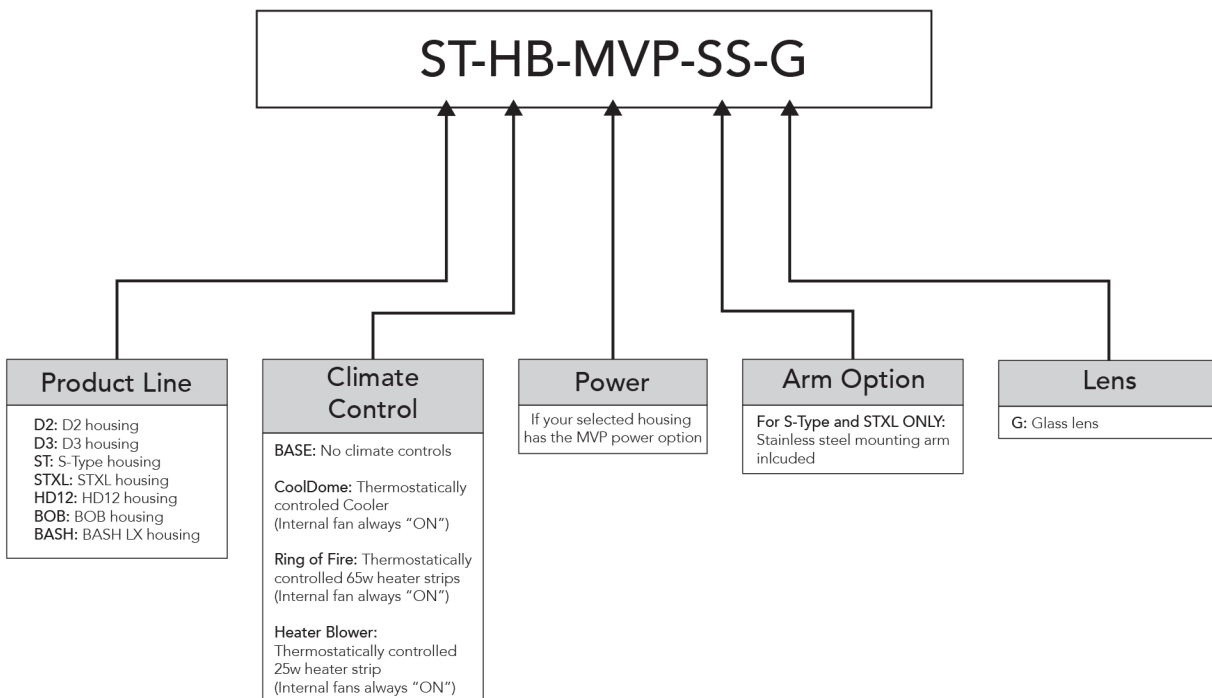 ST-HB-MVP-SS-G
Product Line
D2: D2 housing
D3: D3 housing
ST: S-Type housing
STXL: STXL housing
HD12: HD12 housing
BOB: BOB housing
BASH: BASH LX housing
Climate
Control
BASE: No climate controls
CoolDome: Thermostatically
controled Cooler
(Internal fan always “ON”)
Ring of Fire: Thermostatically
controlled 65w heater strips
(Internal fan always “ON”)
Heater Blower:
Thermostatically controlled
25w heater strip
(Internal fans always “ON”)
Power
If your selected housing
has the MVP power option
Arm Option
For S-Type and STXL ONLY:
Stainless steel mounting arm
inlcuded
Lens
G: Glass lens